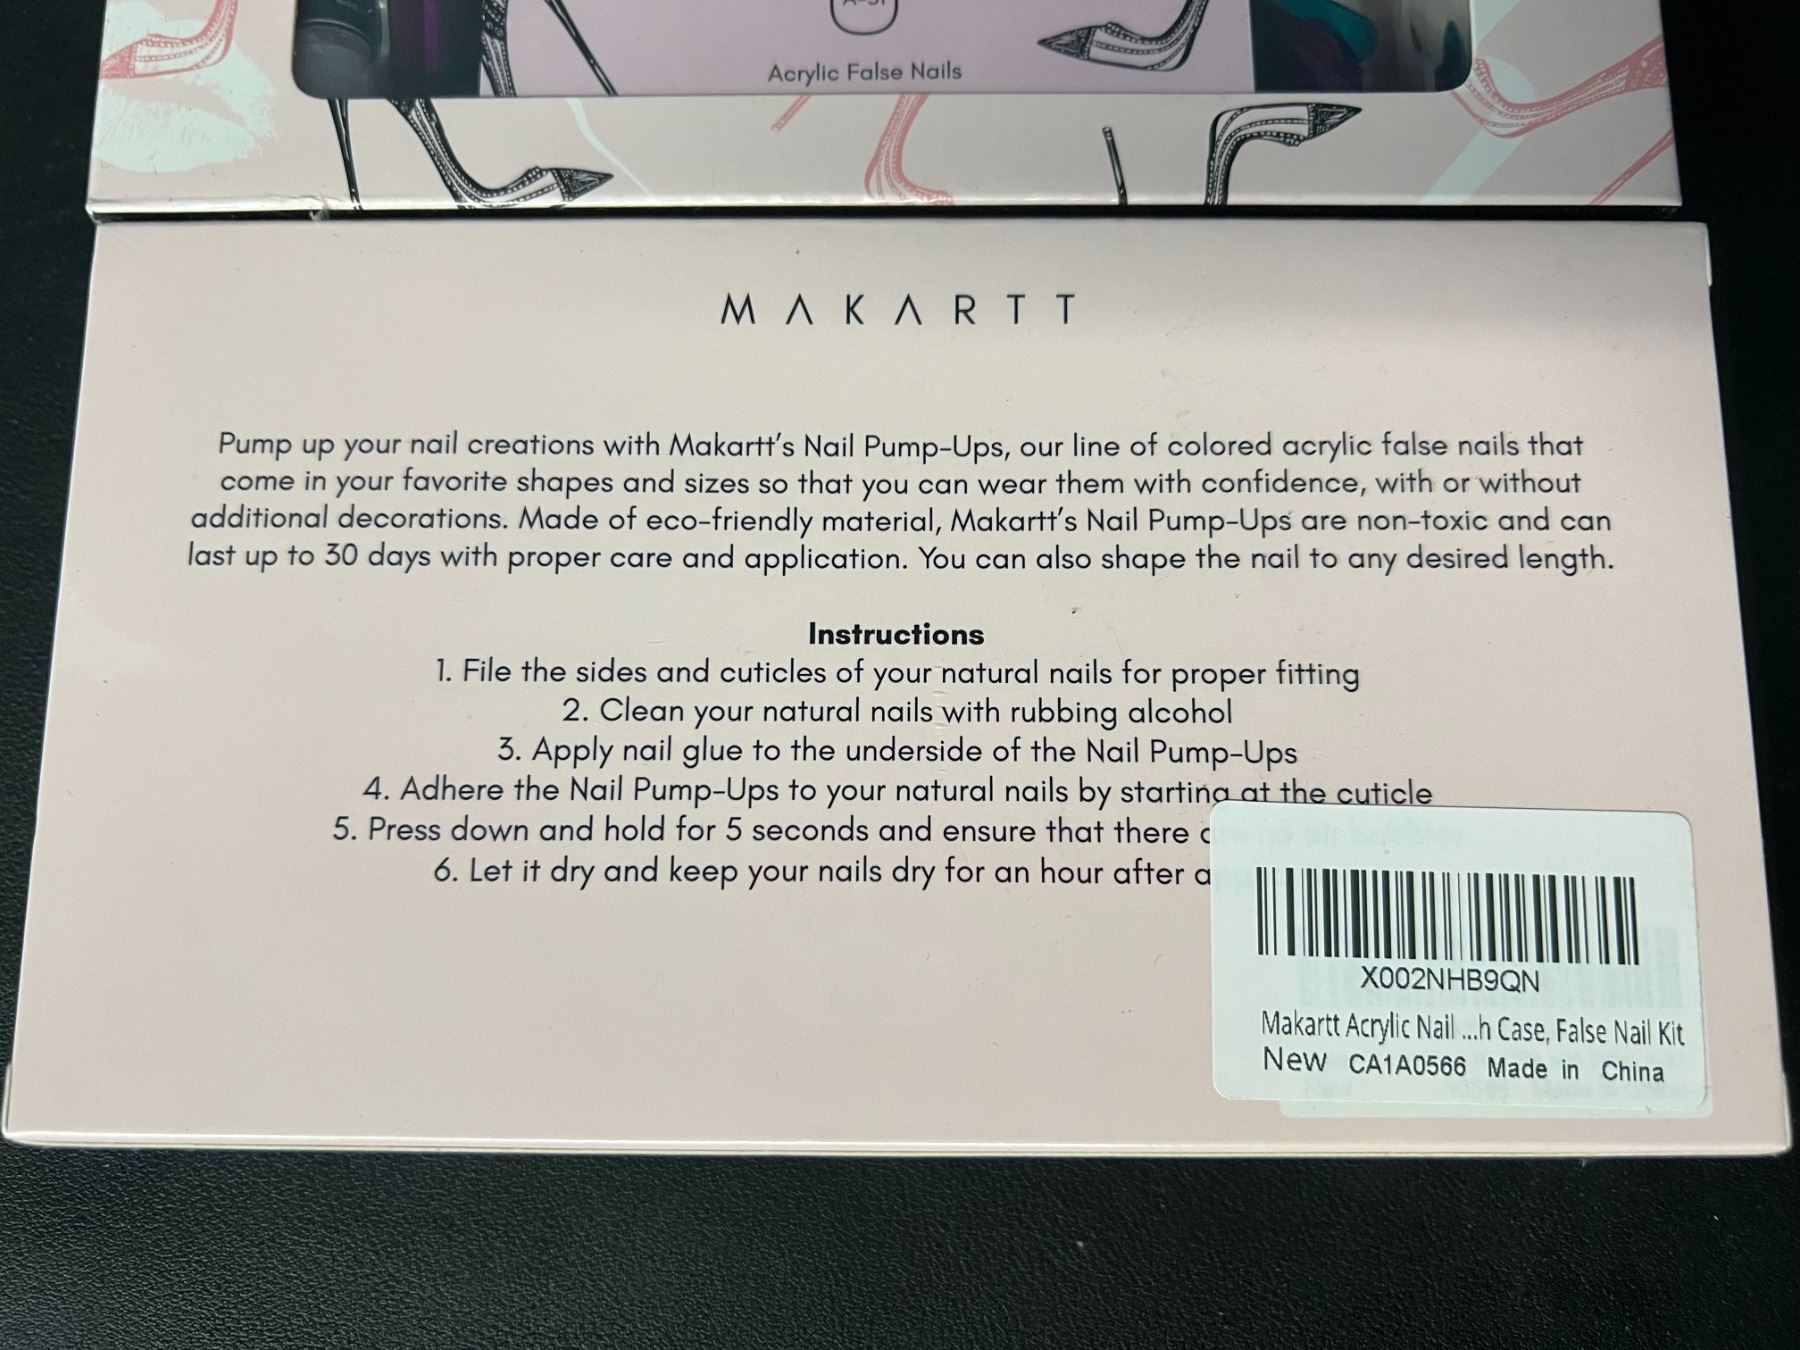 Acrylic False Nails
MAKARTT
Pump up your nail creations with Makartt's Nail Pump-Ups, our line of colored acrylic false nails that
come in your favorite shapes and sizes so that you can wear them with confidence, with or without
additional decorations. Made of eco-friendly material, Makartt's Nail Pump-Ups are non-toxic and can
last up to 30 days with proper care and application. You can also shape the nail to any desired length.
Instructions
1. File the sides and cuticles of your natural nails for proper fitting
2. Clean your natural nails with rubbing alcohol
3. Apply nail glue to the underside of the Nail Pump-Ups
4. Adhere the Nail Pump-Ups to your natural nails by starting at the cuticle
5. Press down and hold for 5 seconds and ensure that there
6. Let it dry and keep your nails dry for an hour after
X002NHB9QN
Makartt Acrylic Nail ...h Case, False Nail Kit
New CA1A0566 Made in China